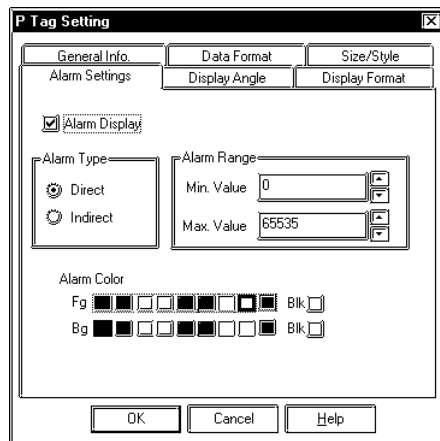 P Tag Setting
General Info. Data Format Size/Style
Alarm Settings Display Angle Display Format
Alarm Display
Alarm Type Alarm Range
Direct Min. Value 0
Indirect Max. Value 65535
Alarm Color
Fg Blk
Bg Blk
OK Cancel Help